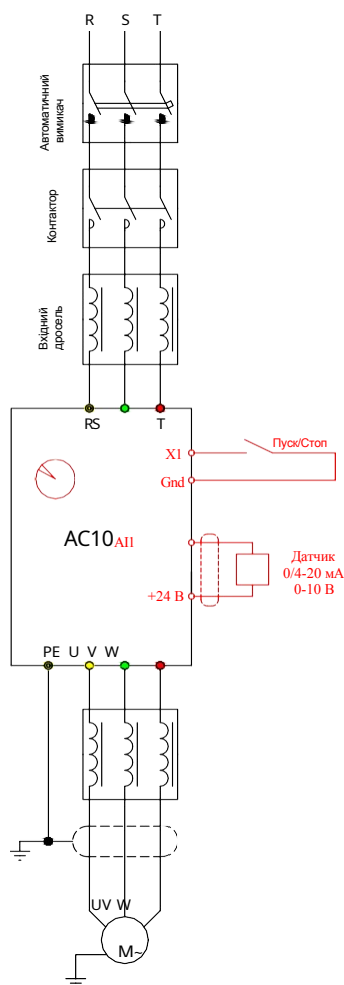 R S T
Автоматичний
вимикач
Контактор
Вхідний
дросель
RS T
X1
Пуск/Стоп
Gnd
AC10 AI1
Датчик
0/4-20 мА
0-10 В
+24 В
PE U V W
UV W
M~